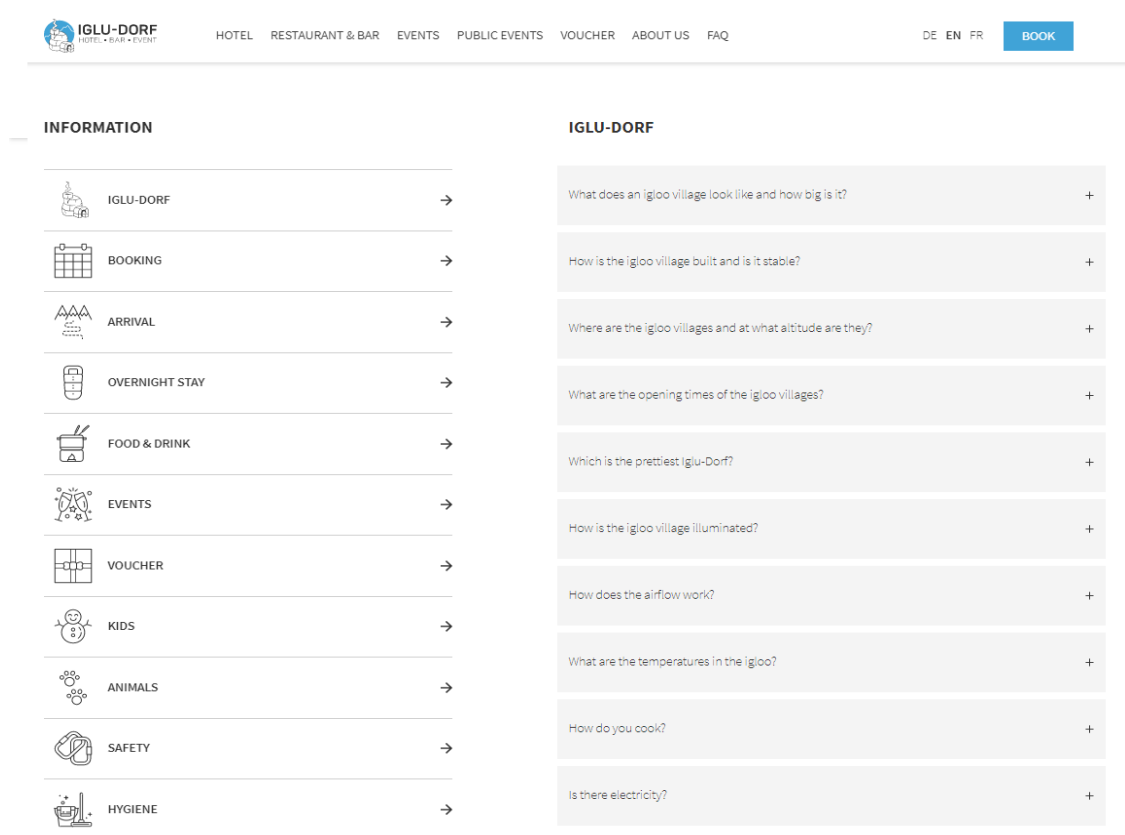 IGLU-DORF
HOTEL • BAR • EVENT
HOTEL RESTAURANT & BAR EVENTS PUBLIC EVENTS VOUCHER ABOUT US FAQ
DE EN FR
BOOK
INFORMATION
IGLU-DORF
BOOKING
ARRIVAL
OVERNIGHT STAY
FOOD & DRINK
EVENTS
VOUCHER
KIDS
ANIMALS
SAFETY
HYGIENE
IGLU-DORF
What does an igloo village look like and how big is it? +
How is the igloo village built and is it stable? +
Where are the igloo villages and at what altitude are they? +
What are the opening times of the igloo villages? +
Which is the prettiest Iglu-Dorf? +
How is the igloo village illuminated? +
How does the airflow work? +
What are the temperatures in the igloo? +
How do you cook? +
Is there electricity? +